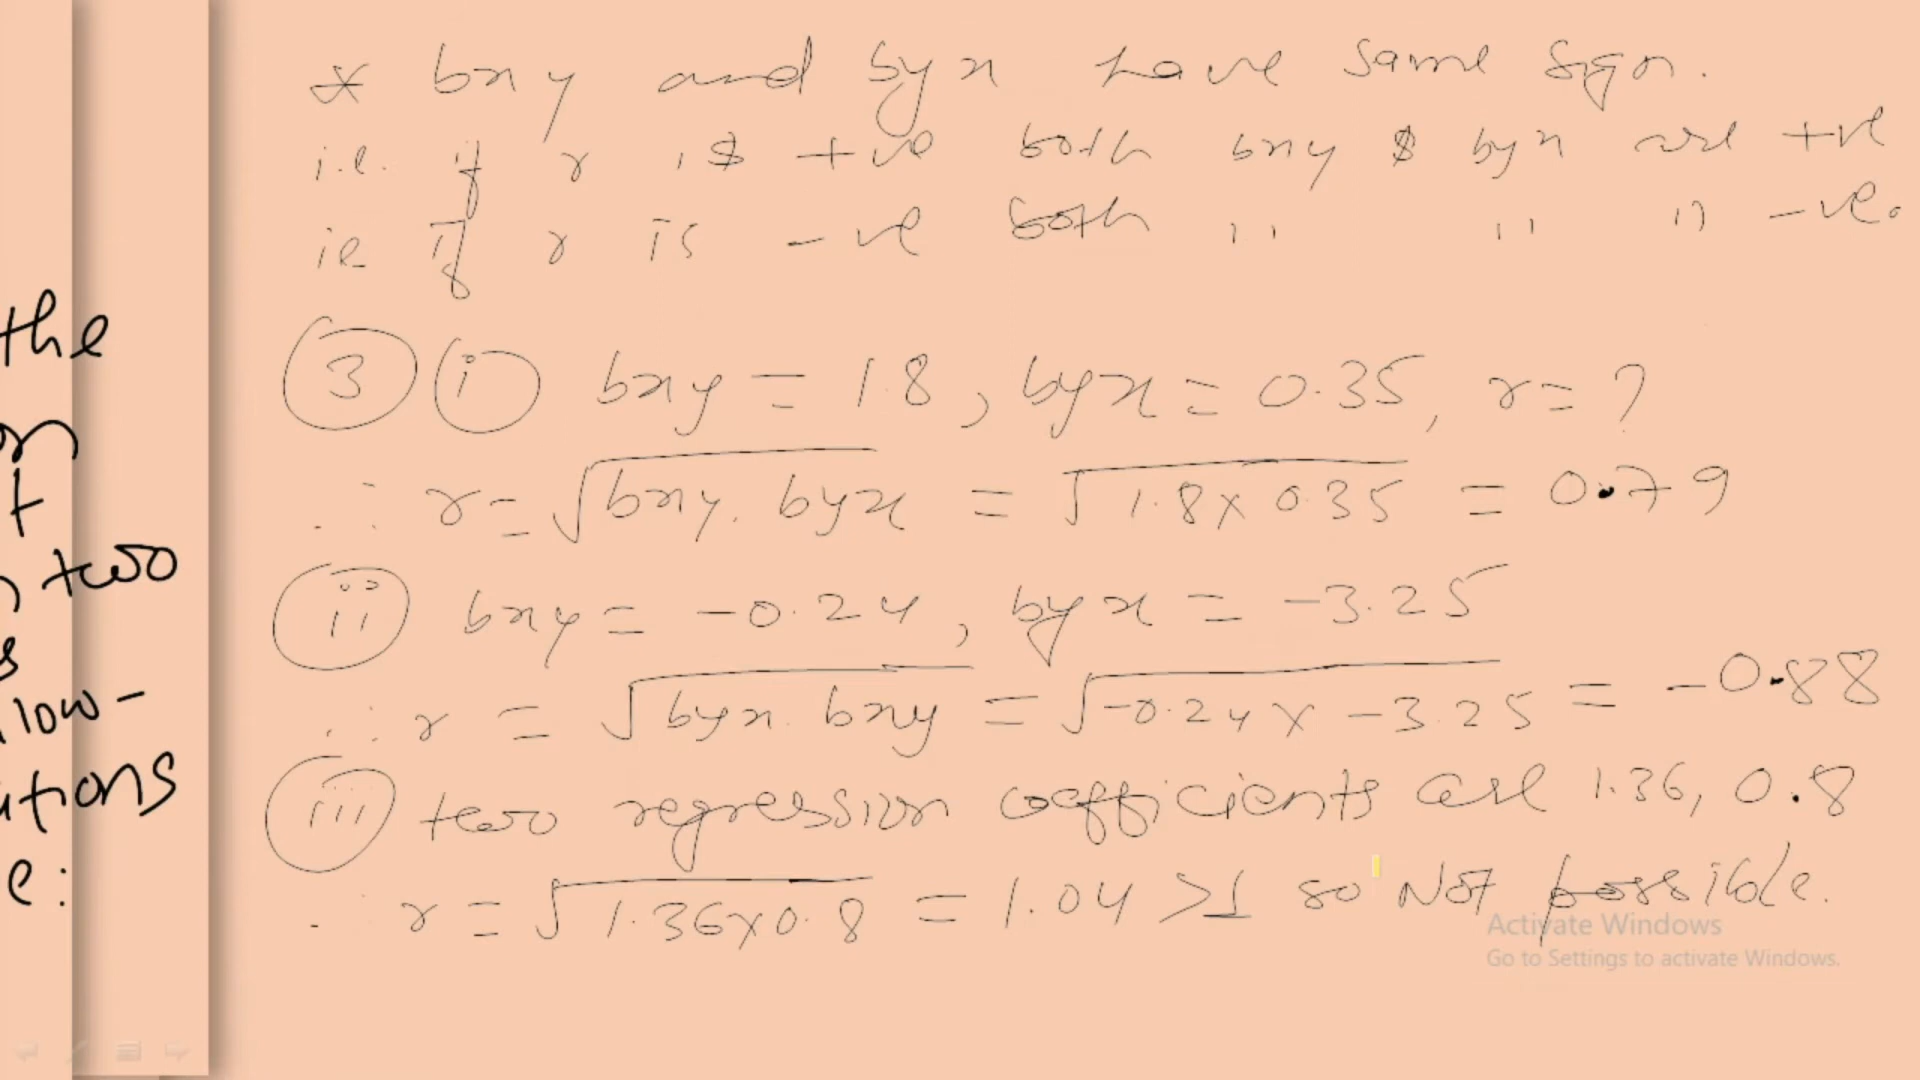 * bxy and byx have same sign.
i.e. if r is +ve both bxy & byx are +ve
ie if r is -ve both " " " -ve.
③ ⓘ bxy = 1.8, byx = 0.35, r = ?
∴ r = √bxy. byx = √1.8 x 0.35 = 0.79
ⓘⓘ bxy = -0.24, byx = -3.25
∴ r = √byx. bxy = √-0.24 x -3.25 = -0.88
ⓘⓘⓘ two regression coefficients are 1.36, 0.8
∴ r = √1.36x0.8 = 1.04 >1 so Not possible.
the
on
two
low-
e:
Activate Windows
Go to Settings to activate Windows.